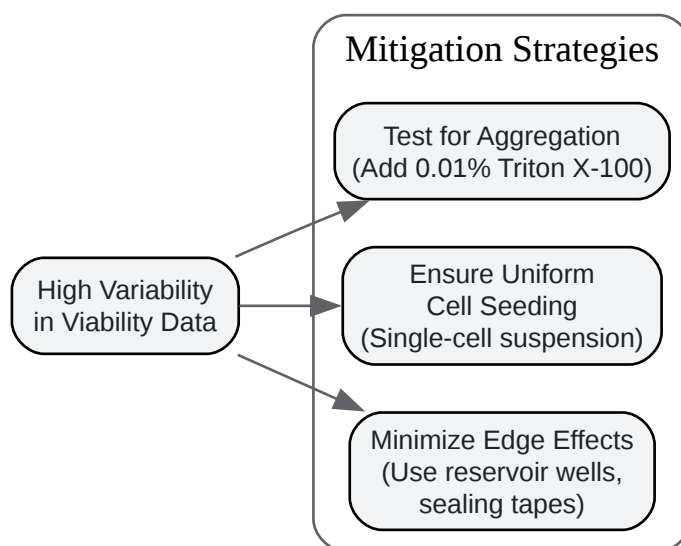 Mitigation Strategies
Test for Aggregation
(Add 0.01% Triton X-100)
High Variability
in Viability Data
Ensure Uniform
Cell Seeding
(Single-cell suspension)
Minimize Edge Effects
(Use reservoir wells,
sealing tapes)